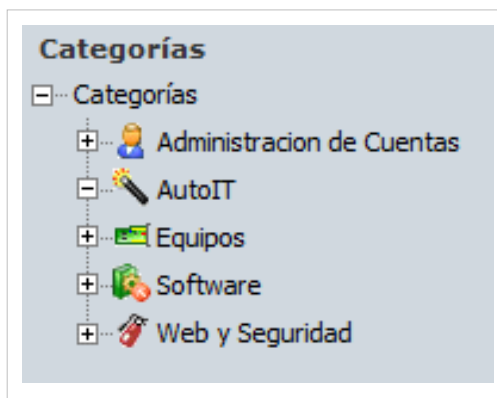 Categorías
Categorías
Administracion de Cuentas
AutoIT
Equipos
Software
Web y Seguridad